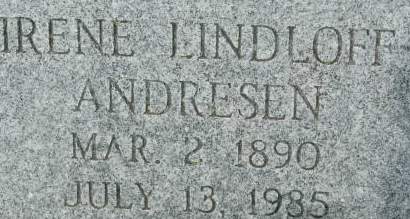 IRENE LINDLOFF
ANDRESEN
MAR. 2, 1890
JULY 13, 1985